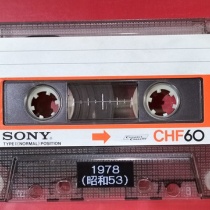 SONY
TYPE I (NORMAL) POSITION
CHF60
1978
(昭和53)